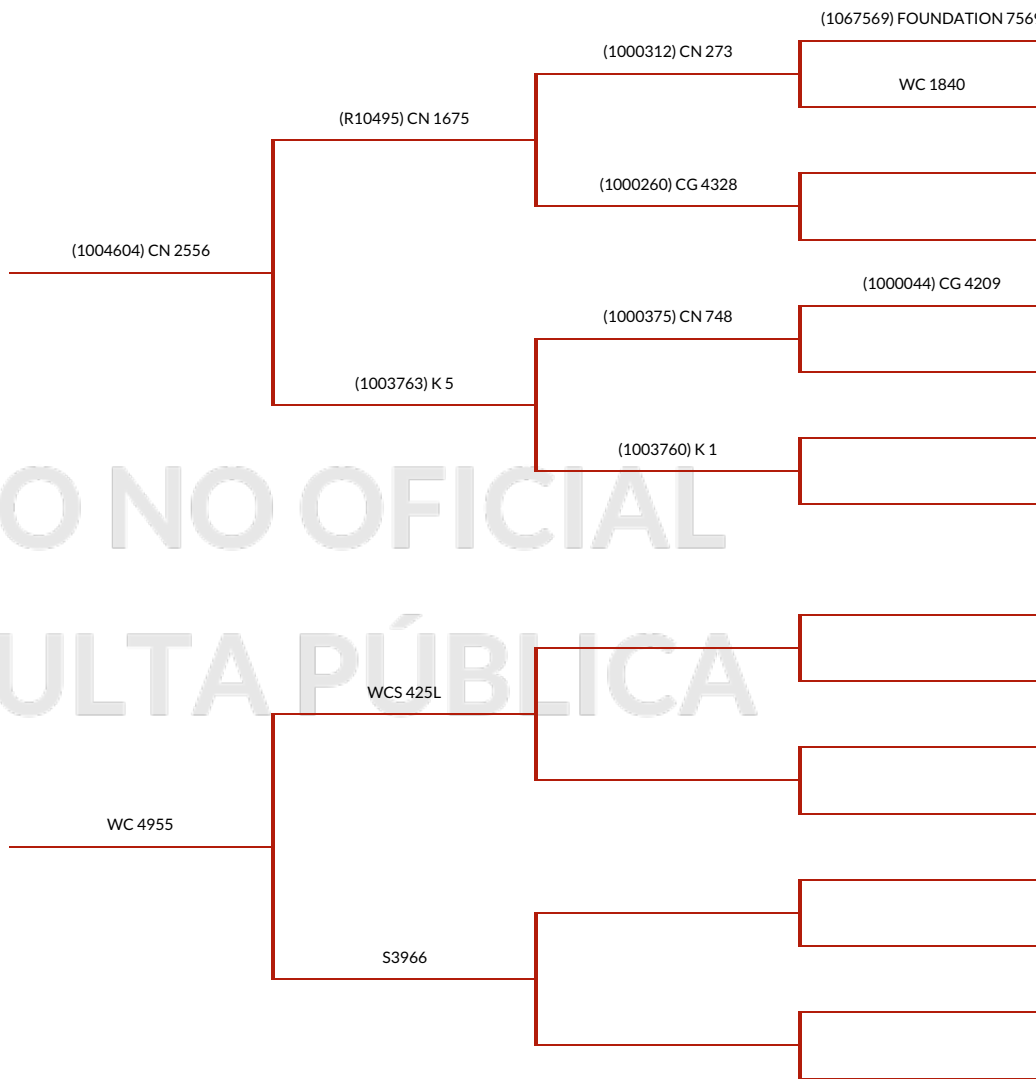 (1067569) FOUNDATION 7569
(1000312) CN 273
WC 1840
(R10495) CN 1675
(1000260) CG 4328
(1004604) CN 2556
(1000044) CG 4209
(1000375) CN 748
(1003763) K 5
(1003760) K 1
O NO OFICIAL
ULTA PÚBLICA
WCS 425L
WC 4955
S3966